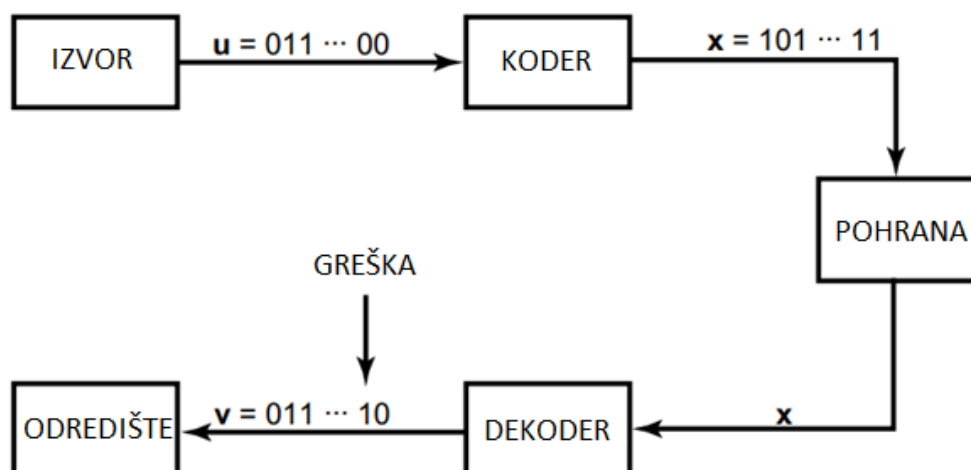 IZVOR
u = 011 ··· 00
KODER
x = 101 ··· 11
POHRANA
GREŠKA
ODREDIŠTE
v = 011 ··· 10
DEKODER
x